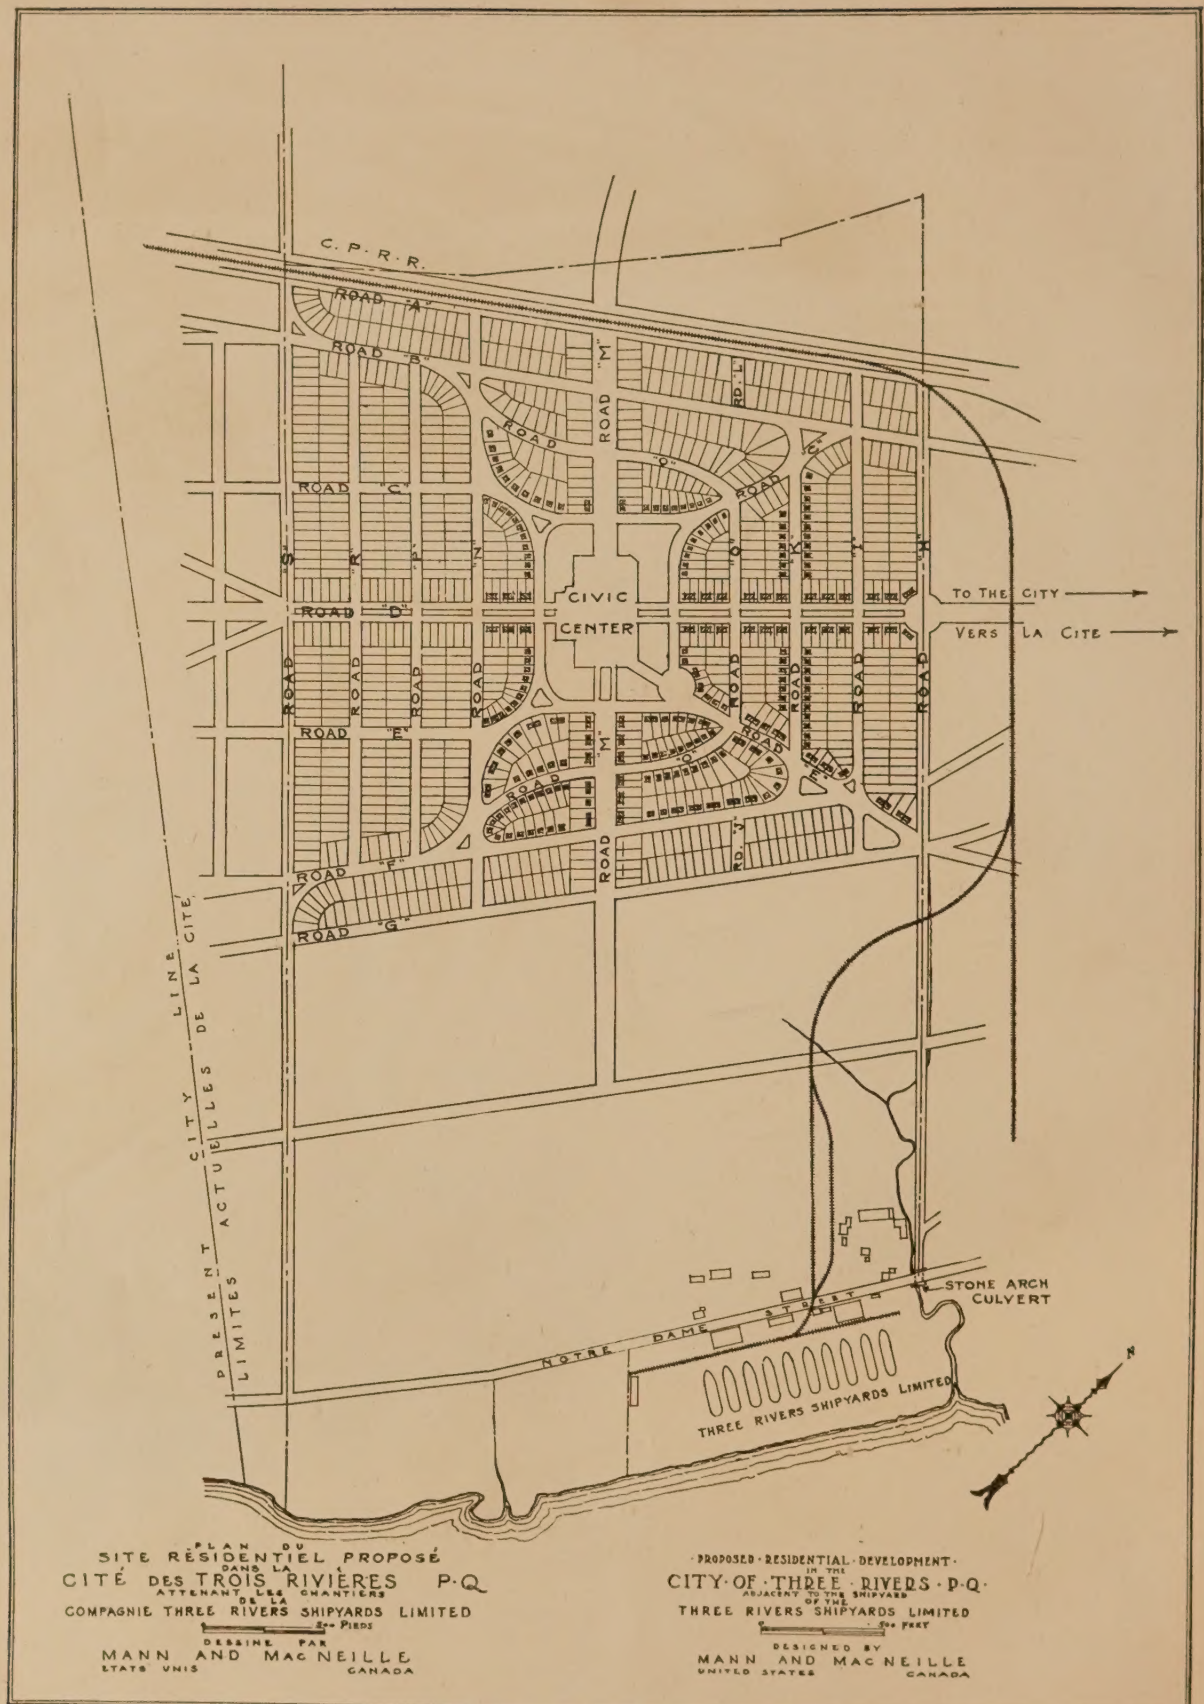 C. P. R. R.
ROAD "A"
ROAD "B"
ROAD "M"
RD. "L"
ROAD "Q"
ROAD "C"
ROAD "C"
ROAD "S"
ROAD "R"
ROAD "P"
ROAD "N"
ROAD "O"
ROAD "K"
ROAD "I"
ROAD "H"
ROAD "D"
CIVIC
CENTER
TO THE CITY
VERS LA CITE
ROAD "E"
ROAD "E"
ROAD "Q"
ROAD "M"
RD. "J"
ROAD "F"
ROAD "G"
PRESENT CITY LINE
LIMITES ACTUELLES DE LA CITÉ
STONE ARCH
CULVERT
NOTRE DAME STREET
THREE RIVERS SHIPYARDS LIMITED
N
PLAN DU
SITE RÉSIDENTIEL PROPOSÉ
DANS LA
CITÉ DES TROIS RIVIÈRES P·Q
ATTENANT LES CHANTIERS
DE LA
COMPAGNIE THREE RIVERS SHIPYARDS LIMITED
500 PIEDS
DESSINE PAR
MANN AND MACNEILLE
ETATS UNIS CANADA
·PROPOSED·RESIDENTIAL·DEVELOPMENT·
IN THE
CITY·OF·THREE·RIVERS·P·Q·
ADJACENT TO THE SHIPYARD
OF THE
THREE RIVERS SHIPYARDS LIMITED
500 FEET
DESIGNED BY
MANN AND MACNEILLE
UNITED STATES CANADA